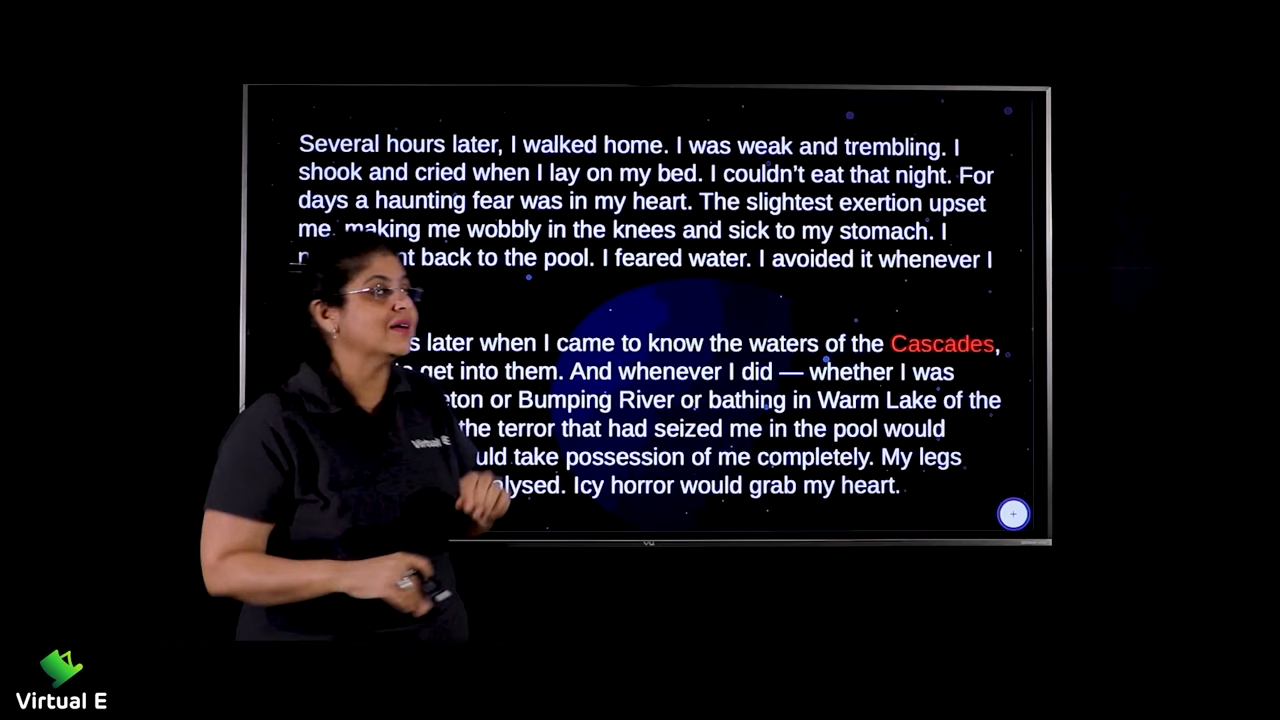 Several hours later, I walked home. I was weak and trembling. I
shook and cried when I lay on my bed. I couldn’t eat that night. For
days a haunting fear was in my heart. The slightest exertion upset
me, making me wobbly in the knees and sick to my stomach. I
back to the pool. I feared water. I avoided it whenever I
later when I came to know the waters of the Cascades,
get into them. And whenever I did — whether I was
or Bumping River or bathing in Warm Lake of the
the terror that had seized me in the pool would
take possession of me completely. My legs
Icy horror would grab my heart.
Virtual E
Virtual E